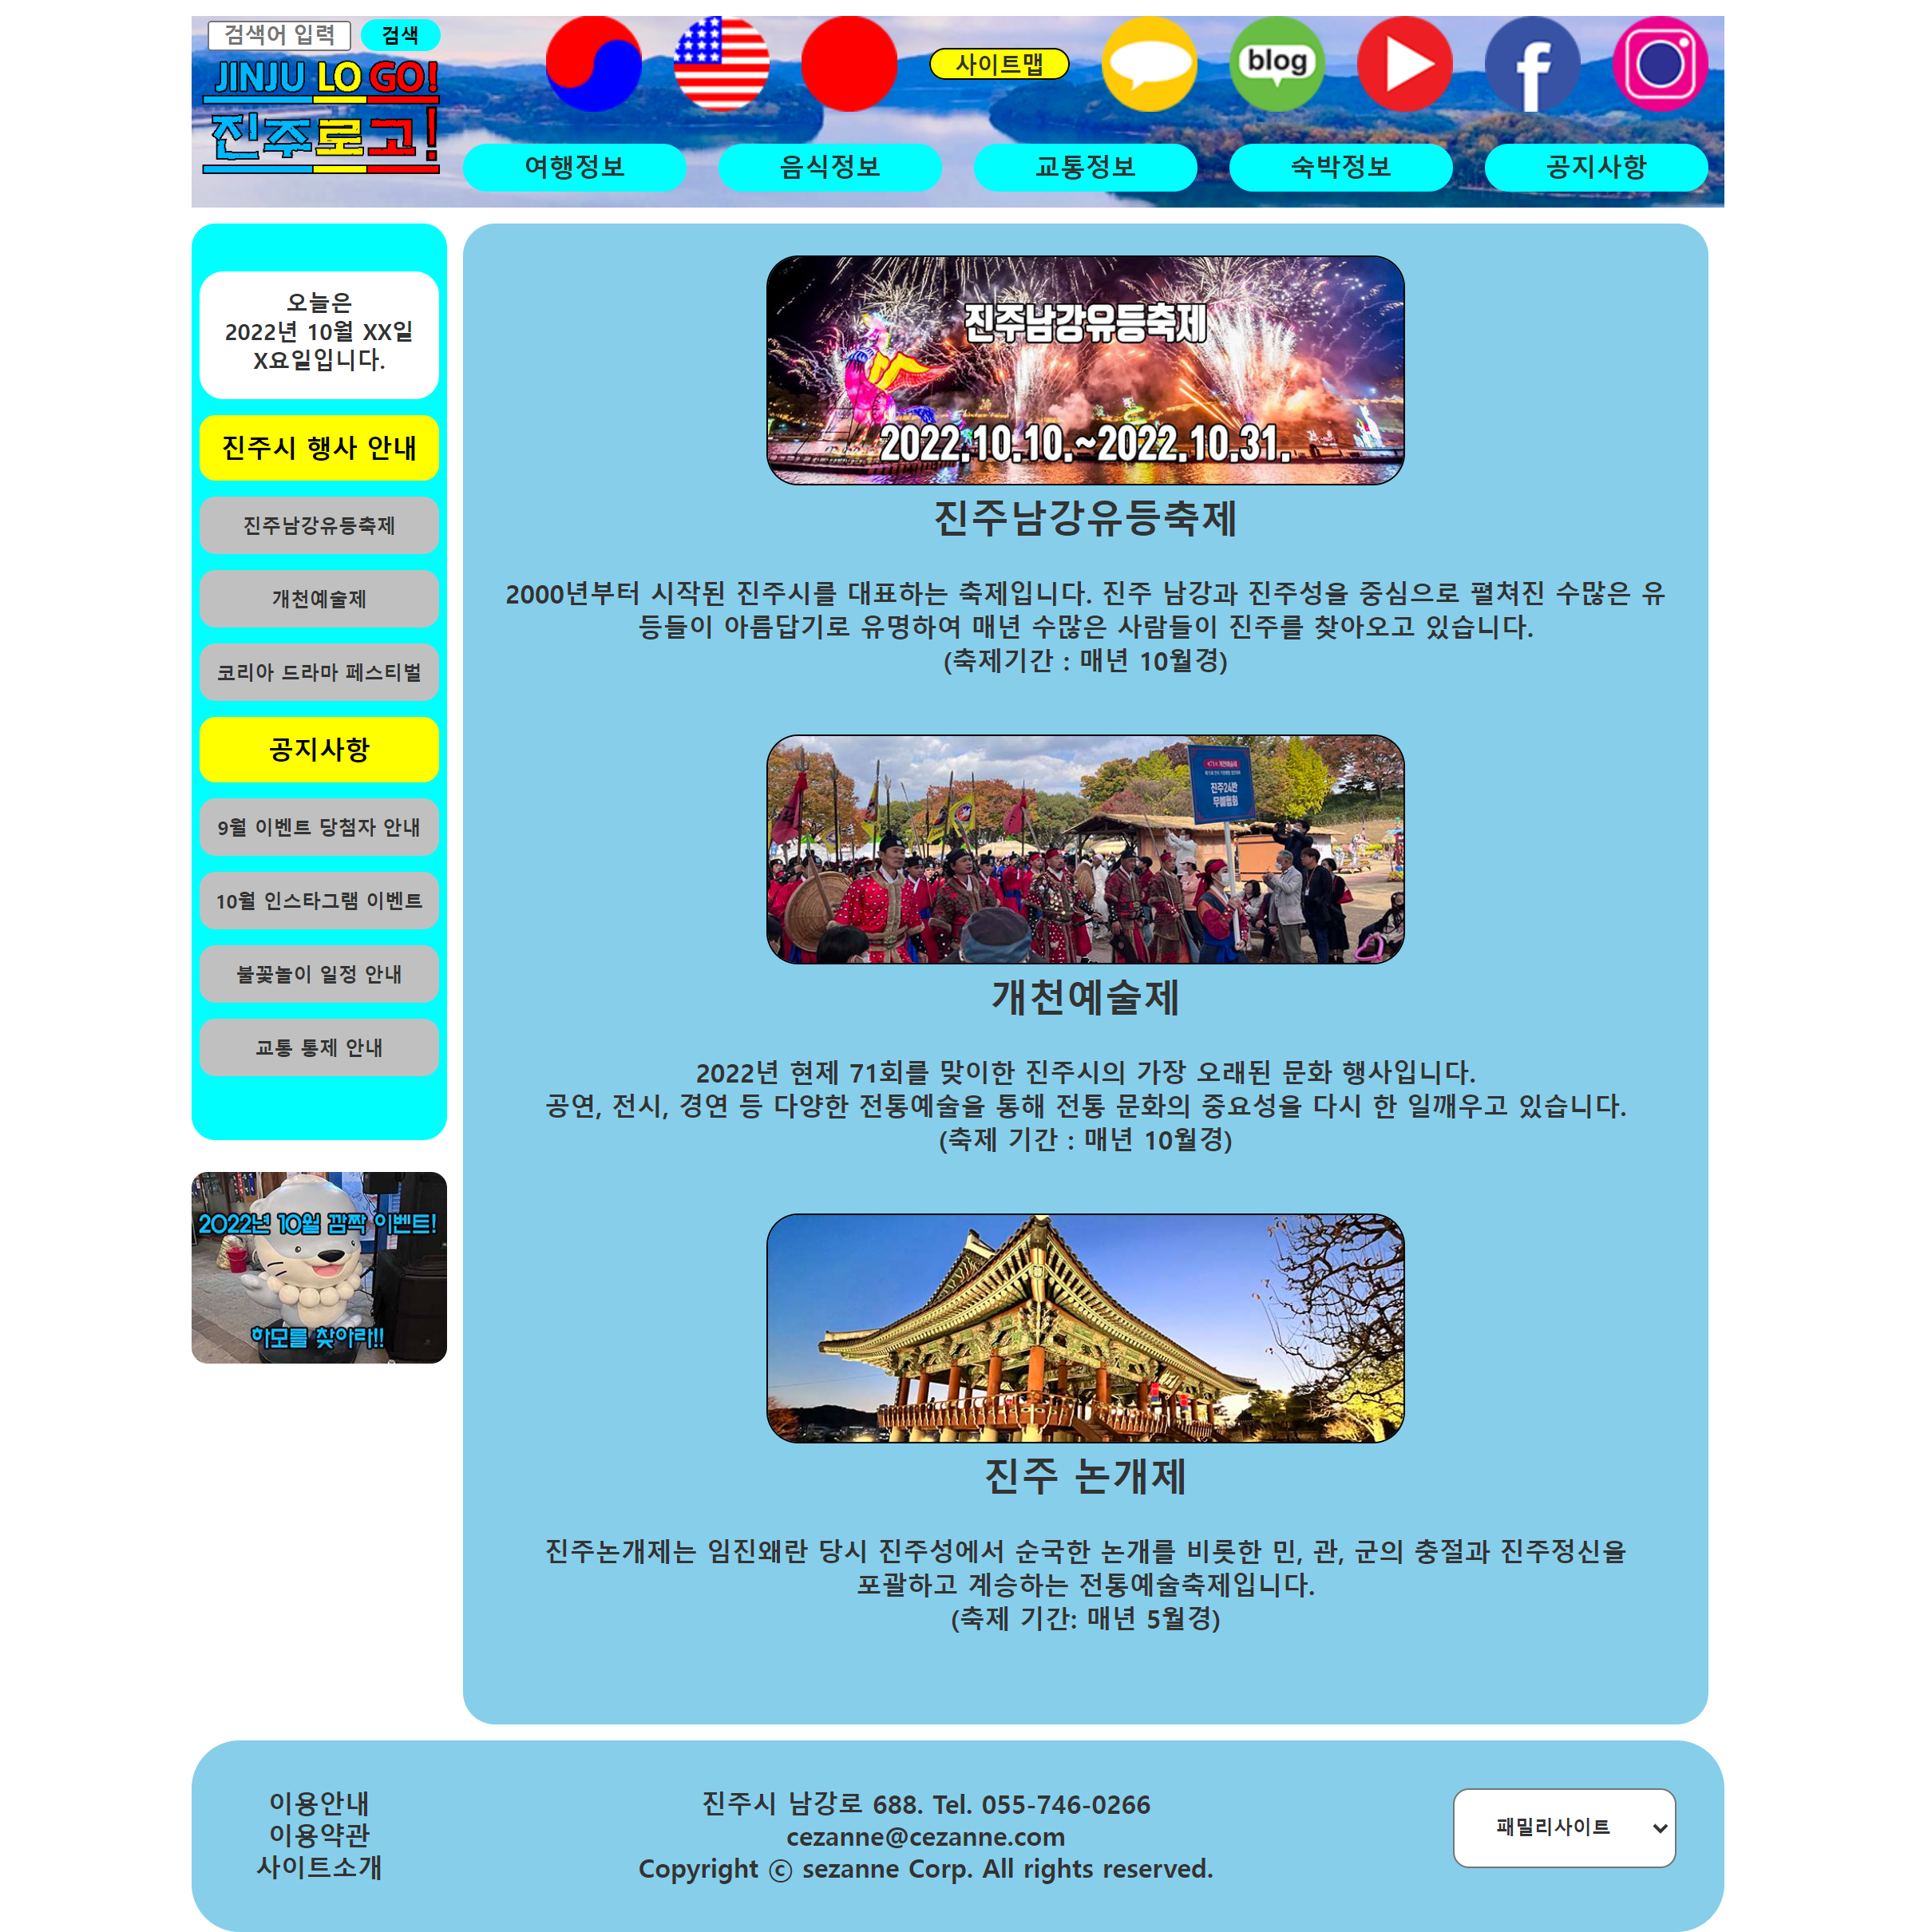 검색어 입력
검색
JINJU LO GO!
진주로고!
사이트맵
blog
여행정보
음식정보
교통정보
숙박정보
공지사항
오늘은
2022년 10월 XX일
X요일입니다.
진주시 행사 안내
진주남강유등축제
개천예술제
코리아 드라마 페스티벌
공지사항
9월 이벤트 당첨자 안내
10월 인스타그램 이벤트
불꽃놀이 일정 안내
교통 통제 안내
2022년 10월 깜짝 이벤트!
하모를 찾아라!!
진주남강유등축제
2022.10.10.~2022.10.31.
진주남강유등축제
2000년부터 시작된 진주시를 대표하는 축제입니다. 진주 남강과 진주성을 중심으로 펼쳐진 수많은 유
등들이 아름답기로 유명하여 매년 수많은 사람들이 진주를 찾아오고 있습니다.
(축제기간 : 매년 10월경)
진주24반
무예협회
개천예술제
2022년 현제 71회를 맞이한 진주시의 가장 오래된 문화 행사입니다.
공연, 전시, 경연 등 다양한 전통예술을 통해 전통 문화의 중요성을 다시 한 일깨우고 있습니다.
(축제 기간 : 매년 10월경)
진주 논개제
진주논개제는 임진왜란 당시 진주성에서 순국한 논개를 비롯한 민, 관, 군의 충절과 진주정신을
포괄하고 계승하는 전통예술축제입니다.
(축제 기간: 매년 5월경)
이용안내
이용약관
사이트소개
진주시 남강로 688. Tel. 055-746-0266
cezanne@cezanne.com
Copyright ⓒ sezanne Corp. All rights reserved.
패밀리사이트